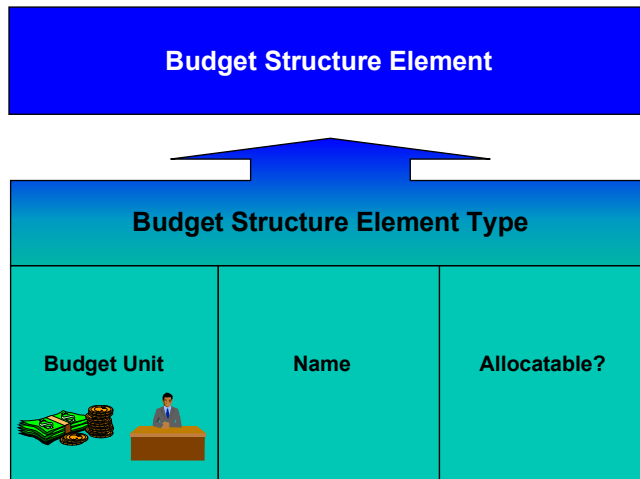 Budget Structure Element
Budget Structure Element Type
Budget Unit
Name
Allocatable?